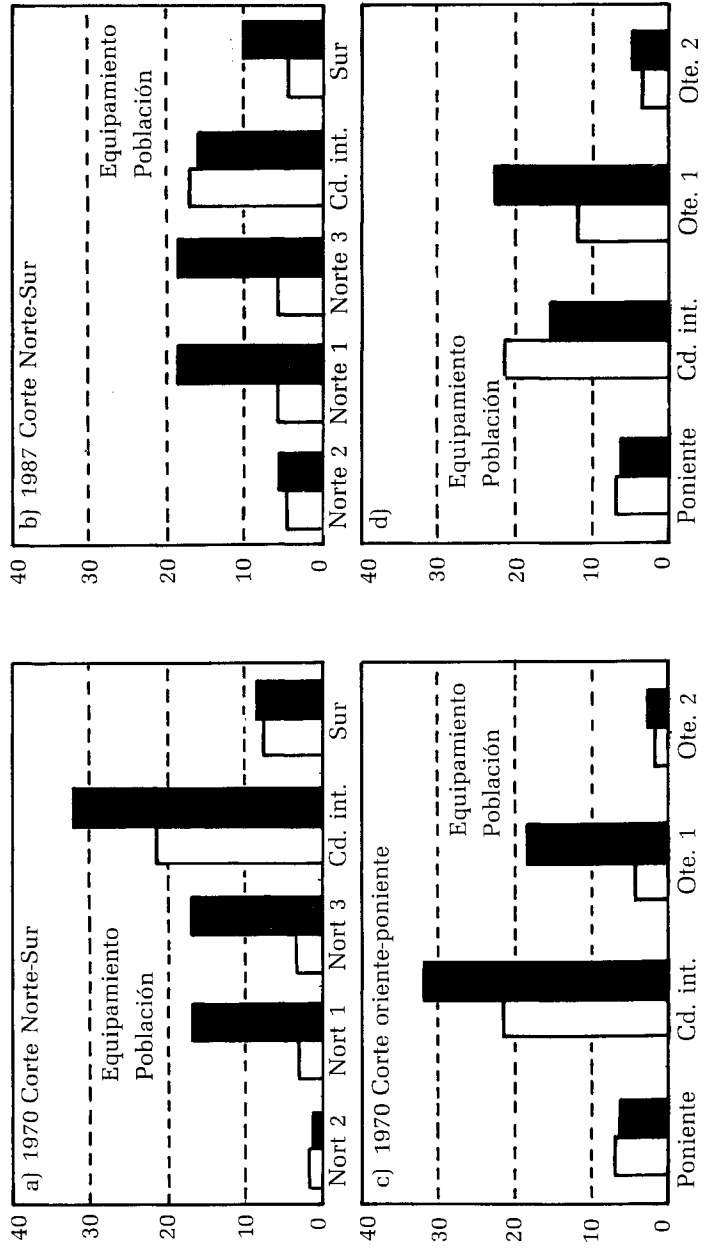 a) 1970 Corte Norte-Sur
40
30
20
10
0
Equipamiento
Población
Nort 2 Nort 1 Nort 3 Cd. int. Sur
b) 1987 Corte Norte-Sur
40
30
20
10
0
Equipamiento
Población
Norte 2 Norte 1 Norte 3 Cd. int. Sur
c) 1970 Corte oriente-poniente
40
30
20
10
0
Equipamiento
Población
Poniente Cd. int. Ote. 1 Ote. 2
d)
40
30
20
10
0
Equipamiento
Población
Poniente Cd. int. Ote. 1 Ote. 2